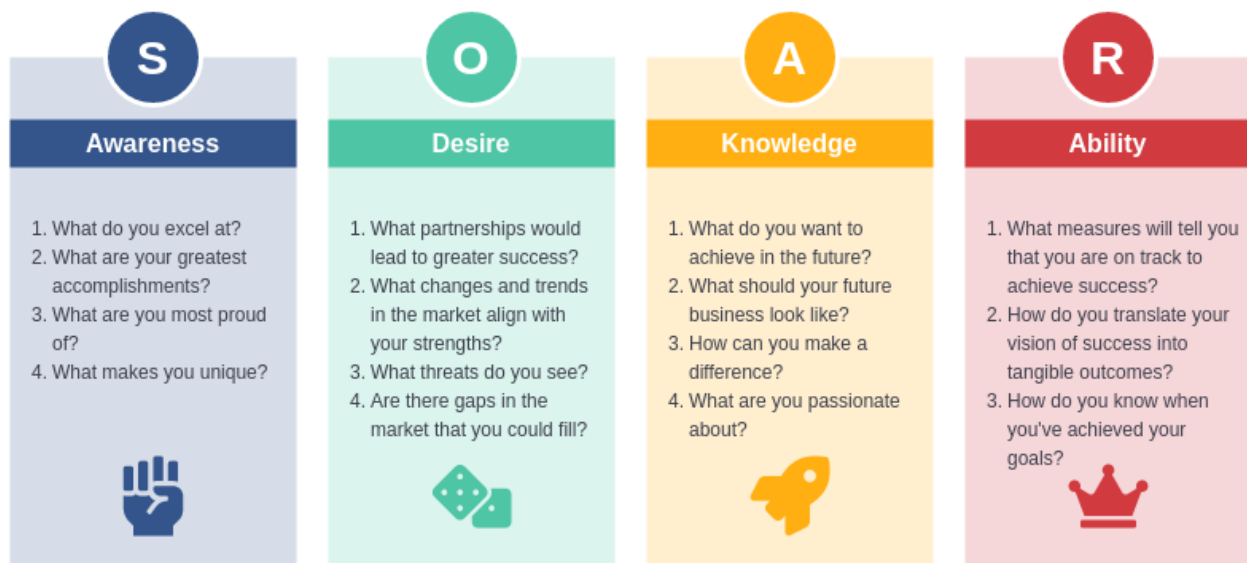 S
Awareness
1. What do you excel at?
2. What are your greatest
accomplishments?
3. What are you most proud
of?
4. What makes you unique?
O
Desire
1. What partnerships would
lead to greater success?
2. What changes and trends
in the market align with
your strengths?
3. What threats do you see?
4. Are there gaps in the
market that you could fill?
A
Knowledge
1. What do you want to
achieve in the future?
2. What should your future
business look like?
3. How can you make a
difference?
4. What are you passionate
about?
R
Ability
1. What measures will tell you
that you are on track to
achieve success?
2. How do you translate your
vision of success into
tangible outcomes?
3. How do you know when
you've achieved your
goals?